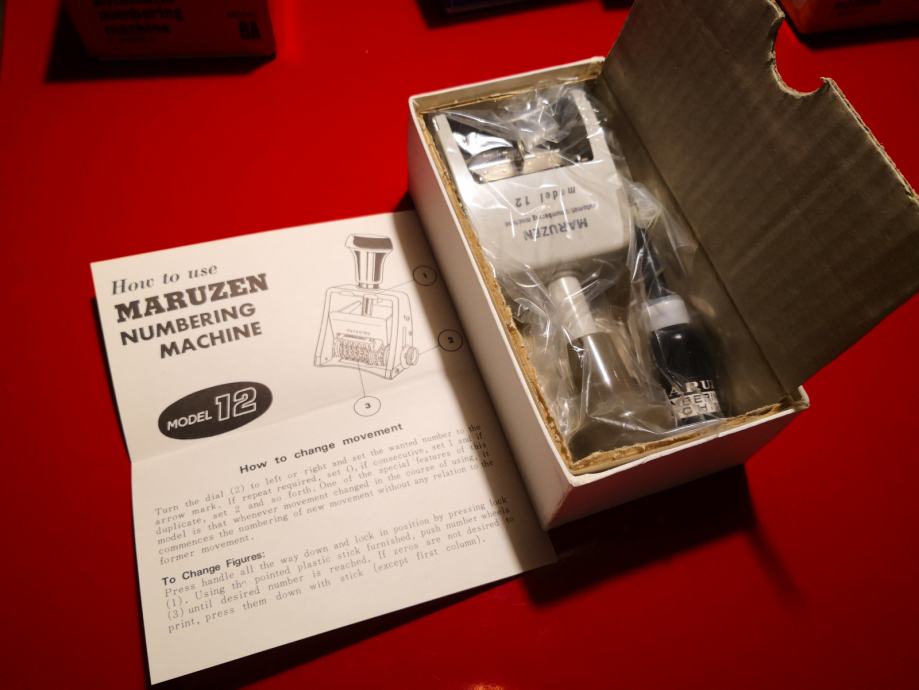 numbering
machine
How to use
MARUZEN
NUMBERING
MACHINE
MODEL 12
PATENTED
1
2
3
How to change movement
Turn the dial (2) to left or right and set the wanted number to the
arrow mark. If repeat required, set 0, if consecutive, set 1 and if
duplicate, set 2 and so forth. One of the special features of this
model is that whenever movement changed in the course of using, it
commences the numbering of new movement without any relation to the
former movement.
To Change Figures:
Press handle all the way down and lock in position by pressing lock
(1). Using the pointed plastic stick furnished, push number wheels
(3) until desired number is reached. If zeros are not desired to
print, press them down with stick (except first column).
MARUZEN
automatic numbering machine
model 12